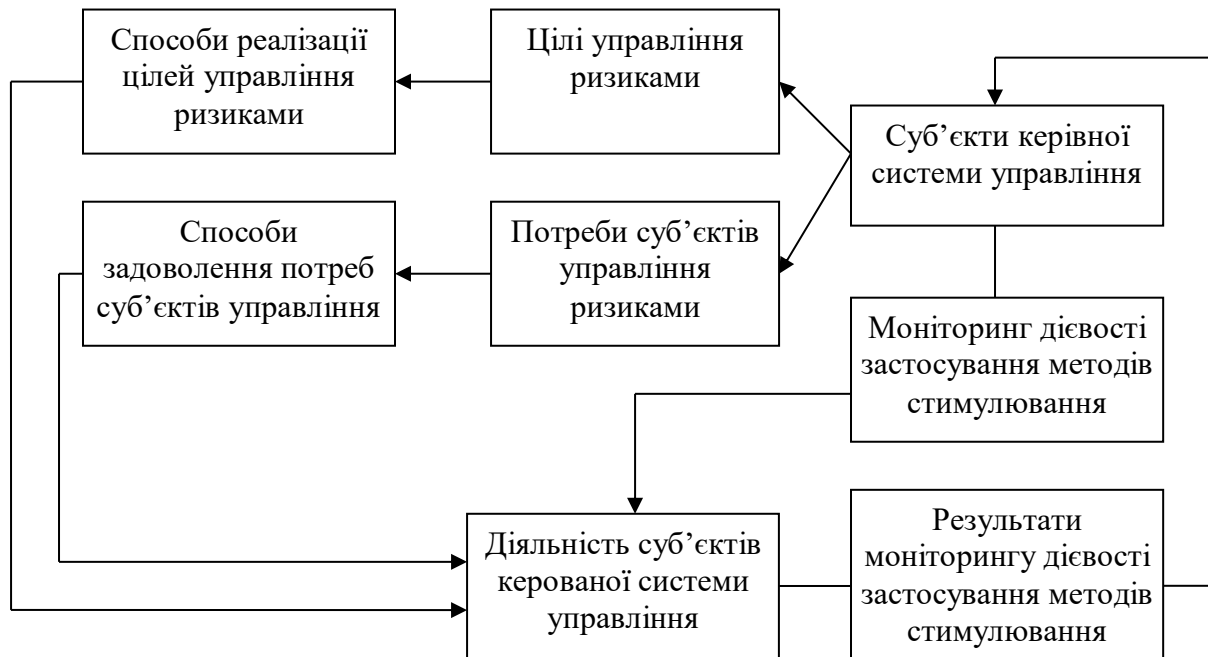 Способи реалізації
цілей управління
ризиками
Цілі управління
ризиками
Суб’єкти керівної
системи управління
Способи
задоволення потреб
суб’єктів управління
Потреби суб’єктів
управління
ризиками
Моніторинг дієвості
застосування методів
стимулювання
Діяльність суб’єктів
керованої системи
управління
Результати
моніторингу дієвості
застосування методів
стимулювання